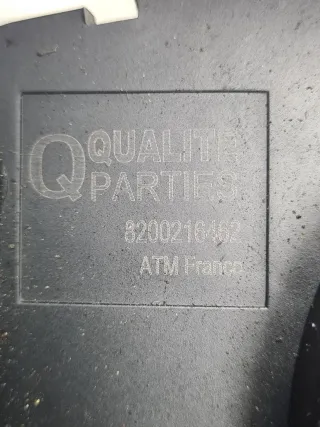 Q QUALITE
PARTIES
8200216462
ATM France